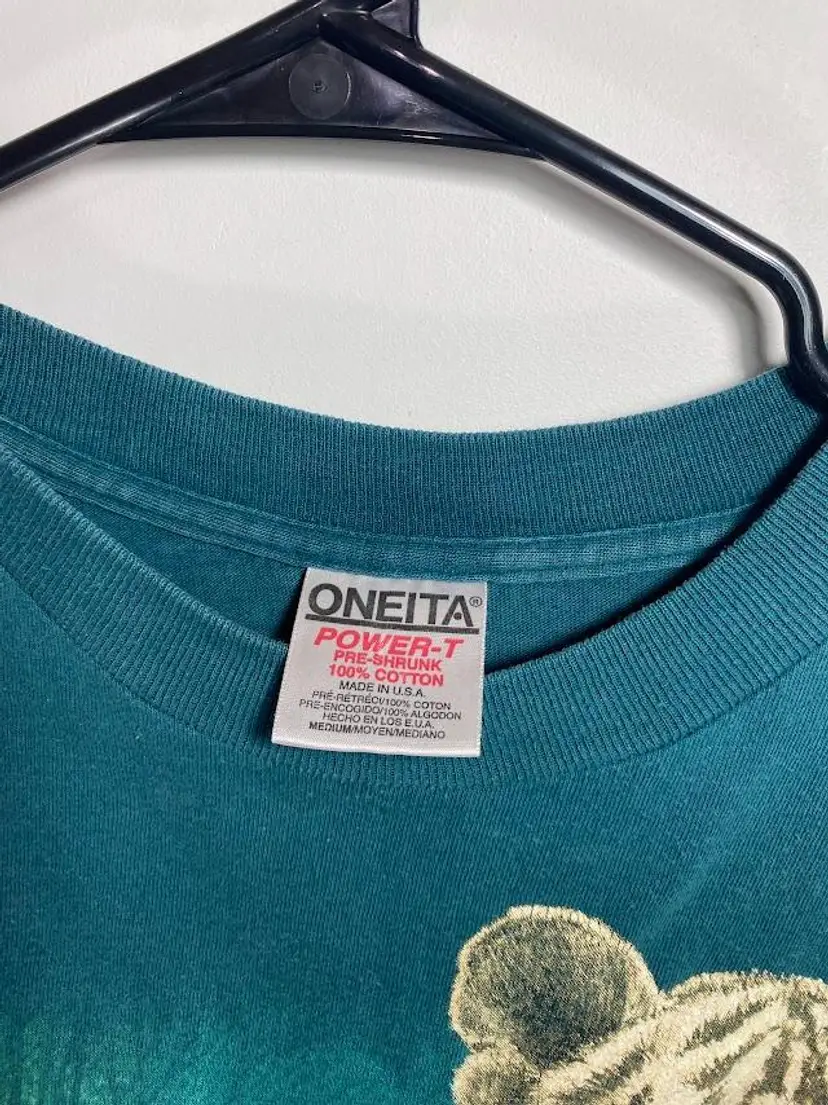 ONEITA®
POWER-T
PRE-SHRUNK
100% COTTON
MADE IN U.S.A.
PRÉ-RÉTRÉCI/100% COTON
PRE-ENCOGIDO/100% ALGODON
HECHO EN LOS E.U.A.
MEDIUM/MOYEN/MEDIANO